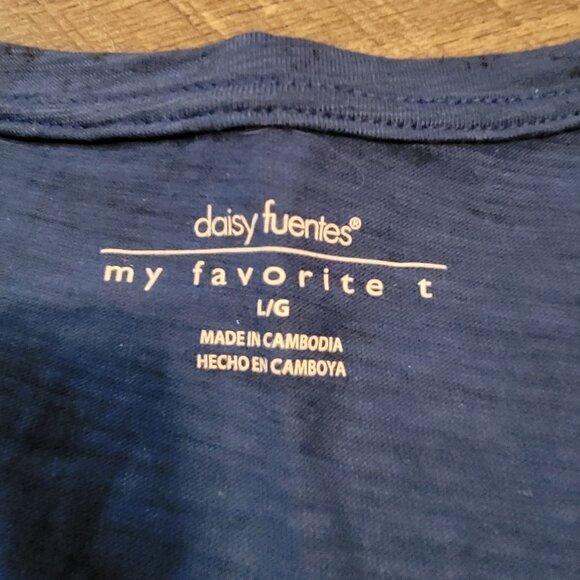 daisy fuentes®
my favorite t
L/G
MADE IN CAMBODIA
HECHO EN CAMBOYA